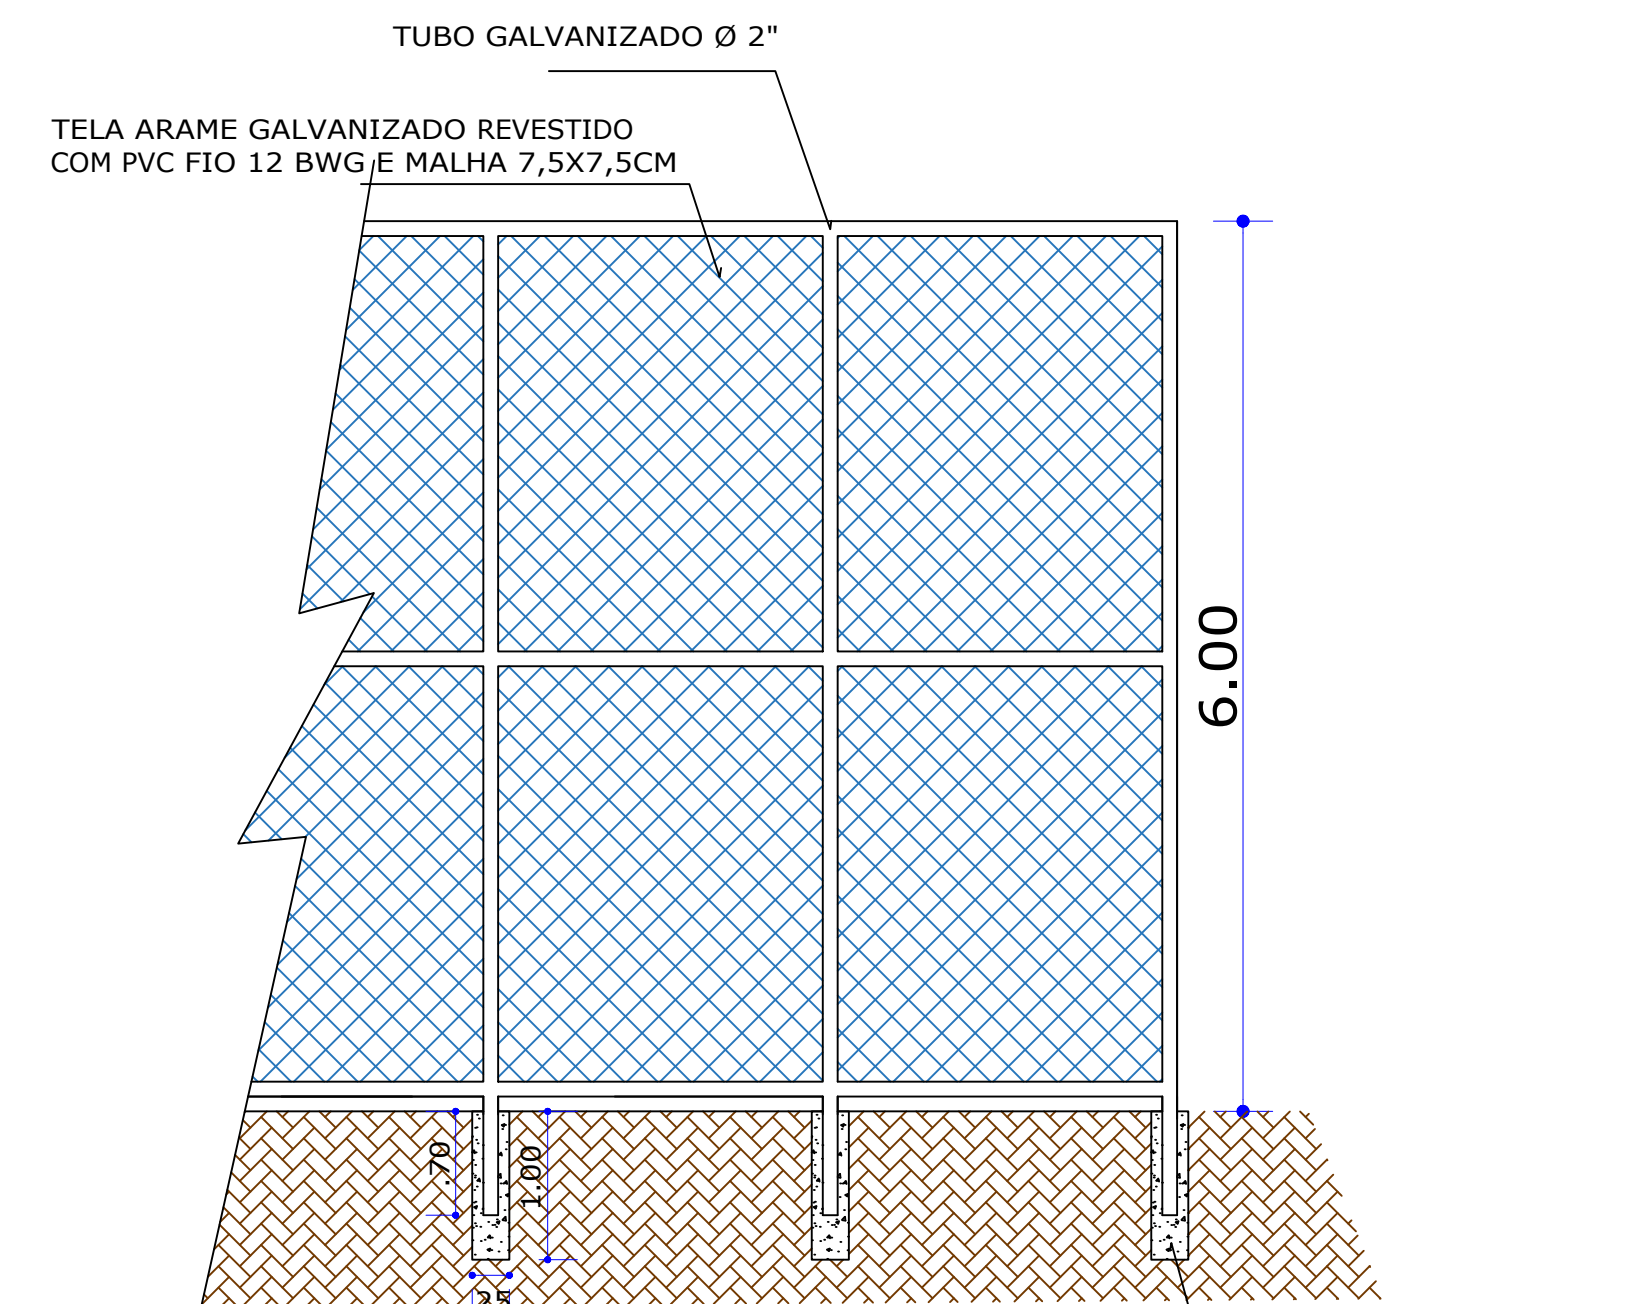 TUBO GALVANIZADO Ø 2"
TELA ARAME GALVANIZADO REVESTIDO
COM PVC FIO 12 BWG E MALHA 7,5X7,5CM
6.00
.70
1.00
25